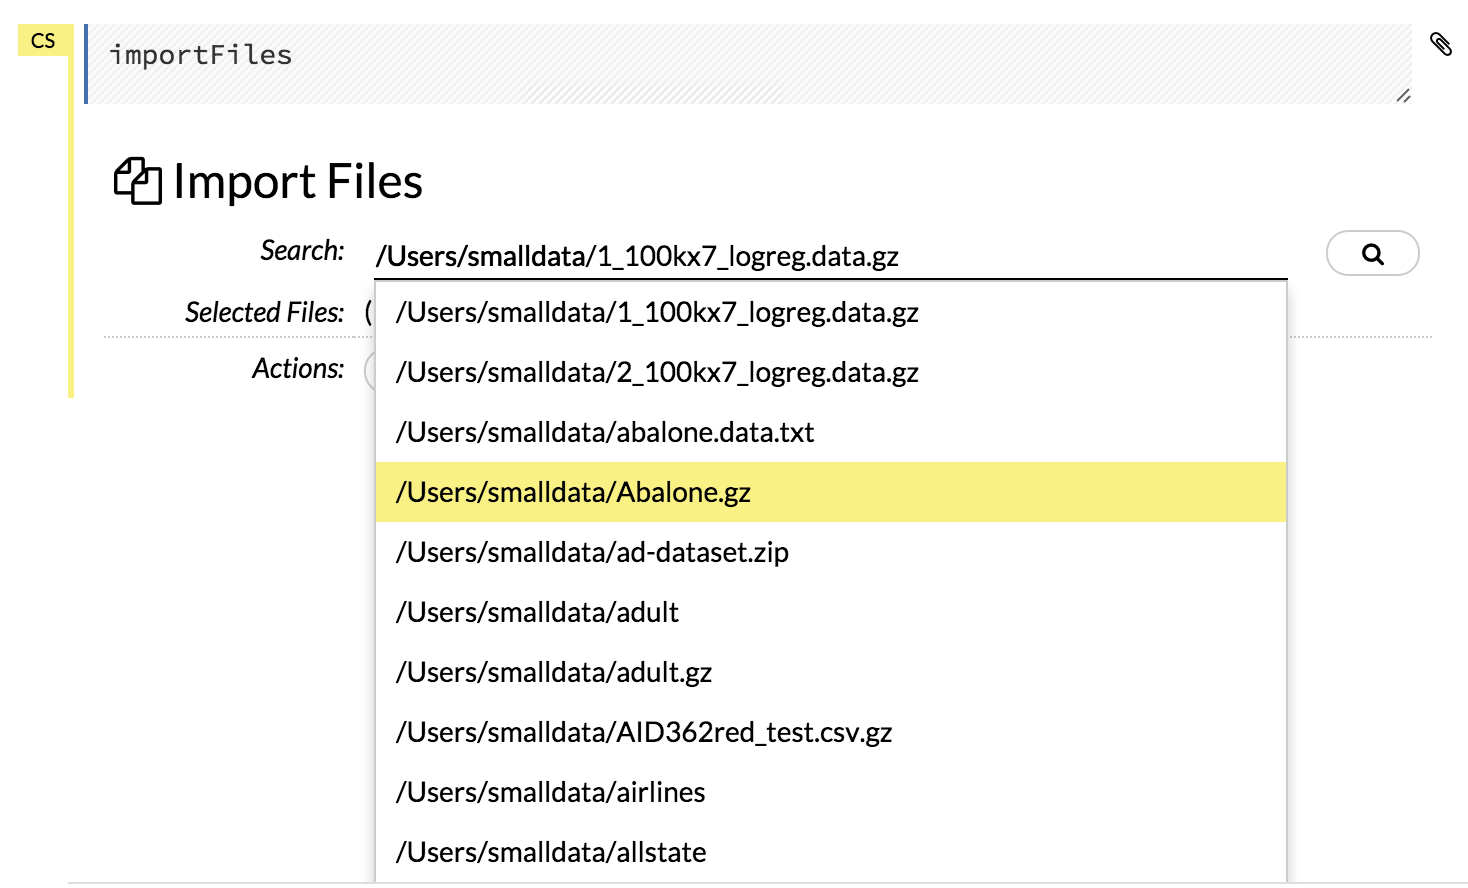 CS
importFiles
Import Files
Search: /Users/smalldata/1_100kx7_logreg.data.gz
Selected Files: (
/Users/smalldata/1_100kx7_logreg.data.gz
Actions:
/Users/smalldata/2_100kx7_logreg.data.gz
/Users/smalldata/abalone.data.txt
/Users/smalldata/Abalone.gz
/Users/smalldata/ad-dataset.zip
/Users/smalldata/adult
/Users/smalldata/adult.gz
/Users/smalldata/AID362red_test.csv.gz
/Users/smalldata/airlines
/Users/smalldata/allstate